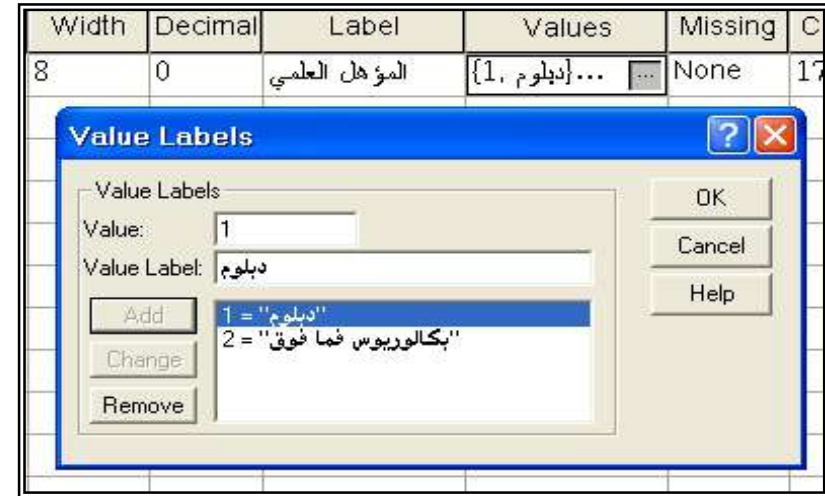 Width Decimal Label Values Missing C
8 0 المؤهل العلمي {1, دبلوم}... ... None 17
Value Labels
Value Labels
Value: 1
Value Label: دبلوم
OK
Cancel
Help
Add
Change
Remove
1 = "دبلوم"
2 = "بكالوريوس فما فوق"